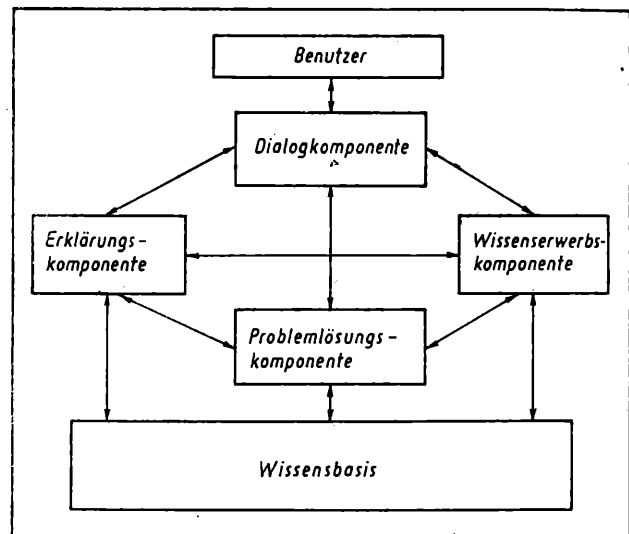 Benutzer
Dialogkomponente
Erklärungs-
komponente
Wissenserwerbs-
komponente
Problemlösungs-
komponente
Wissensbasis